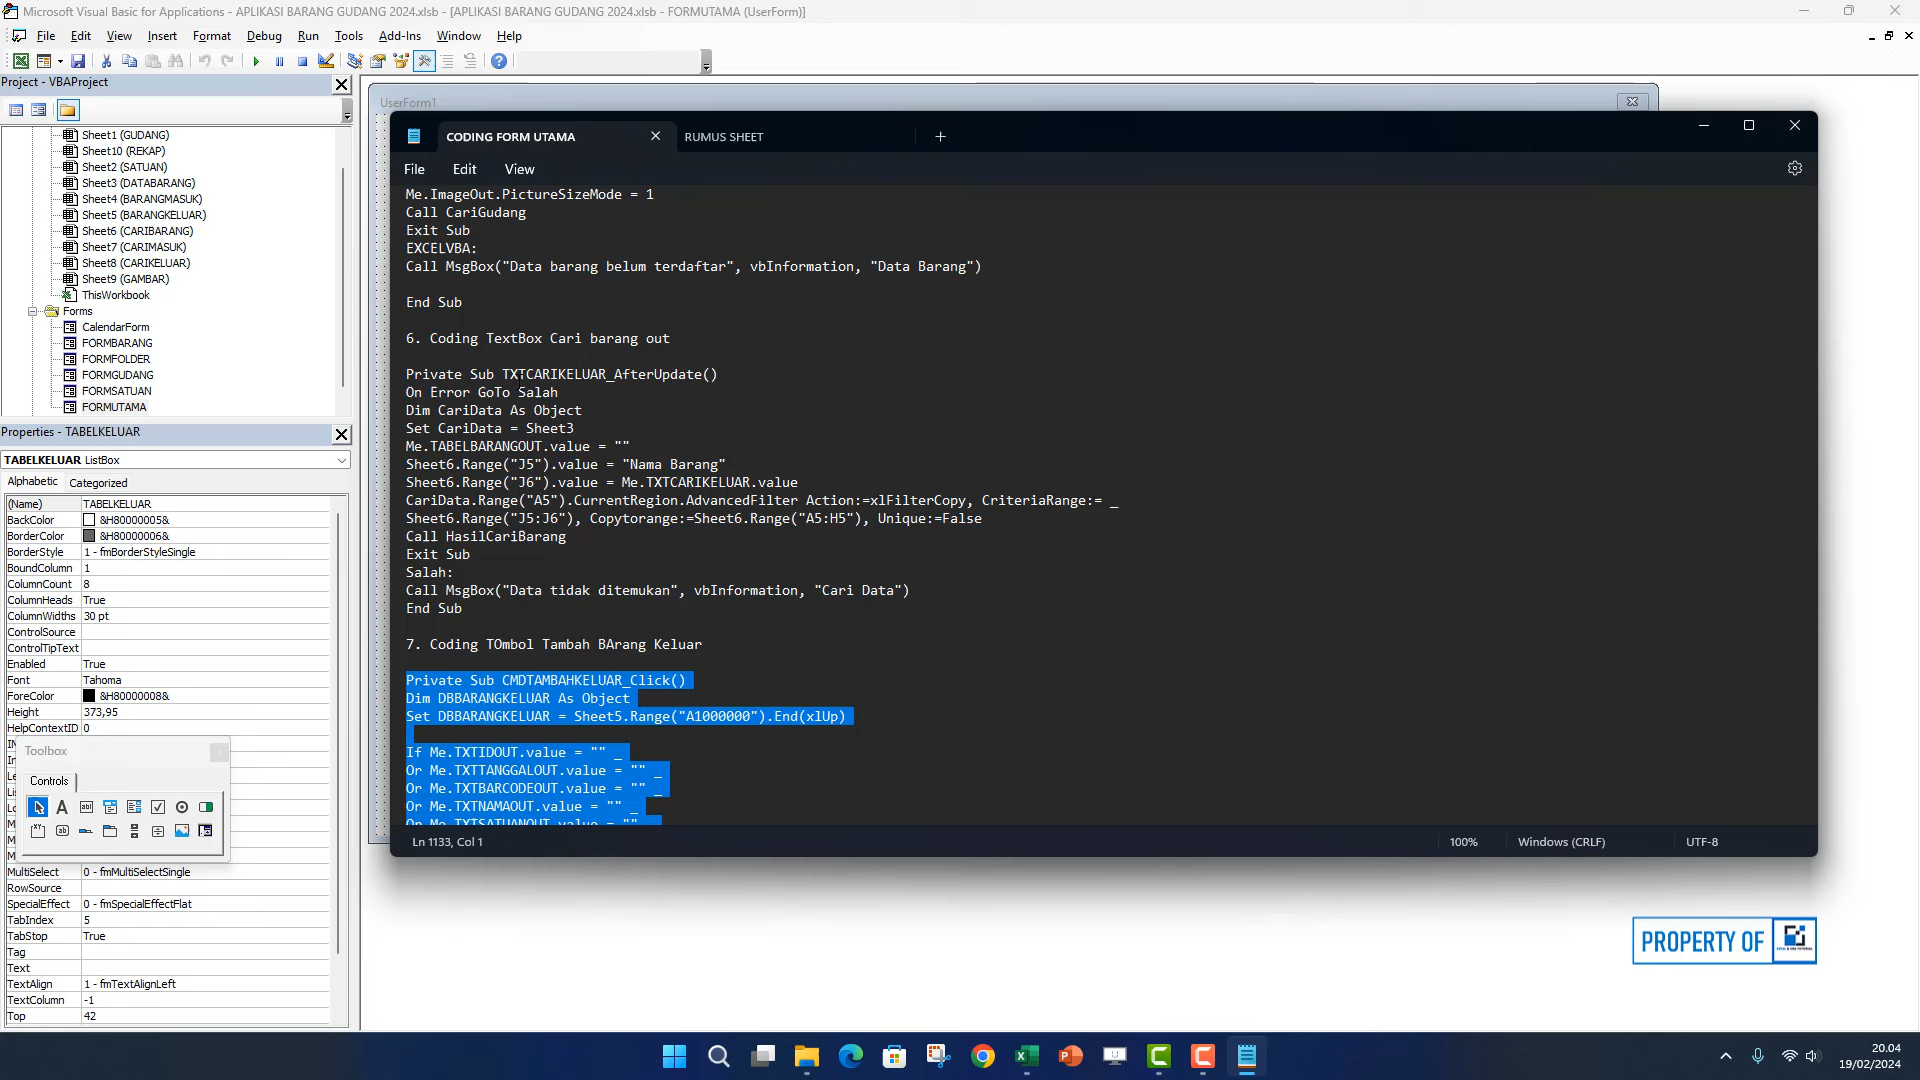 Microsoft Visual Basic for Applications - APLIKASI BARANG GUDANG 2024.xlsb - [APLIKASI BARANG GUDANG 2024.xlsb - FORMUTAMA (UserForm)]
File Edit View Insert Format Debug Run Tools Add-Ins Window Help
Project - VBAProject
Sheet1 (GUDANG)
Sheet10 (REKAP)
Sheet2 (SATUAN)
Sheet3 (DATABARANG)
Sheet4 (BARANGMASUK)
Sheet5 (BARANGKELUAR)
Sheet6 (CARIBARANG)
Sheet7 (CARIMASUK)
Sheet8 (CARIKELUAR)
Sheet9 (GAMBAR)
ThisWorkbook
Forms
CalendarForm
FORMBARANG
FORMFOLDER
FORMGUDANG
FORMSATUAN
FORMUTAMA
Properties - TABELKELUAR
TABELKELUAR ListBox
Alphabetic Categorized
(Name) TABELKELUAR
BackColor &H80000005&
BorderColor &H80000006&
BorderStyle 1 - fmBorderStyleSingle
BoundColumn 1
ColumnCount 8
ColumnHeads True
ColumnWidths 30 pt
ControlSource
ControlTipText
Enabled True
Font Tahoma
ForeColor &H80000008&
Height 373,95
HelpContextID 0
Toolbox
Controls
MultiSelect 0 - fmMultiSelectSingle
RowSource
SpecialEffect 0 - fmSpecialEffectFlat
TabIndex 5
TabStop True
Tag
Text
TextAlign 1 - fmTextAlignLeft
TextColumn -1
Top 42
UserForm1
CODING FORM UTAMA RUMUS SHEET
File Edit View
Me.ImageOut.PictureSizeMode = 1
Call CariGudang
Exit Sub
EXCELVBA:
Call MsgBox("Data barang belum terdaftar", vbInformation, "Data Barang")
End Sub
6. Coding TextBox Cari barang out
Private Sub TXTCARIKELUAR_AfterUpdate()
On Error GoTo Salah
Dim CariData As Object
Set CariData = Sheet3
Me.TABELBARANGOUT.value = ""
Sheet6.Range("J5").value = "Nama Barang"
Sheet6.Range("J6").value = Me.TXTCARIKELUAR.value
CariData.Range("A5").CurrentRegion.AdvancedFilter Action:=xlFilterCopy, CriteriaRange:= _
Sheet6.Range("J5:J6"), Copytorange:=Sheet6.Range("A5:H5"), Unique:=False
Call HasilCariBarang
Exit Sub
Salah:
Call MsgBox("Data tidak ditemukan", vbInformation, "Cari Data")
End Sub
7. Coding TOmbol Tambah BArang Keluar
Private Sub CMDTAMBAHKELUAR_Click()
Dim DBBARANGKELUAR As Object
Set DBBARANGKELUAR = Sheet5.Range("A1000000").End(xlUp)
If Me.TXTIDOUT.value = "" _
Or Me.TXTTANGGALOUT.value = "" _
Or Me.TXTBARCODEOUT.value = "" _
Or Me.TXTNAMAOUT.value = "" _
Or Me.TXTSATUANOUT.value = "" _
Ln 1133, Col 1 100% Windows (CRLF) UTF-8
PROPERTY OF
20.04
19/02/2024